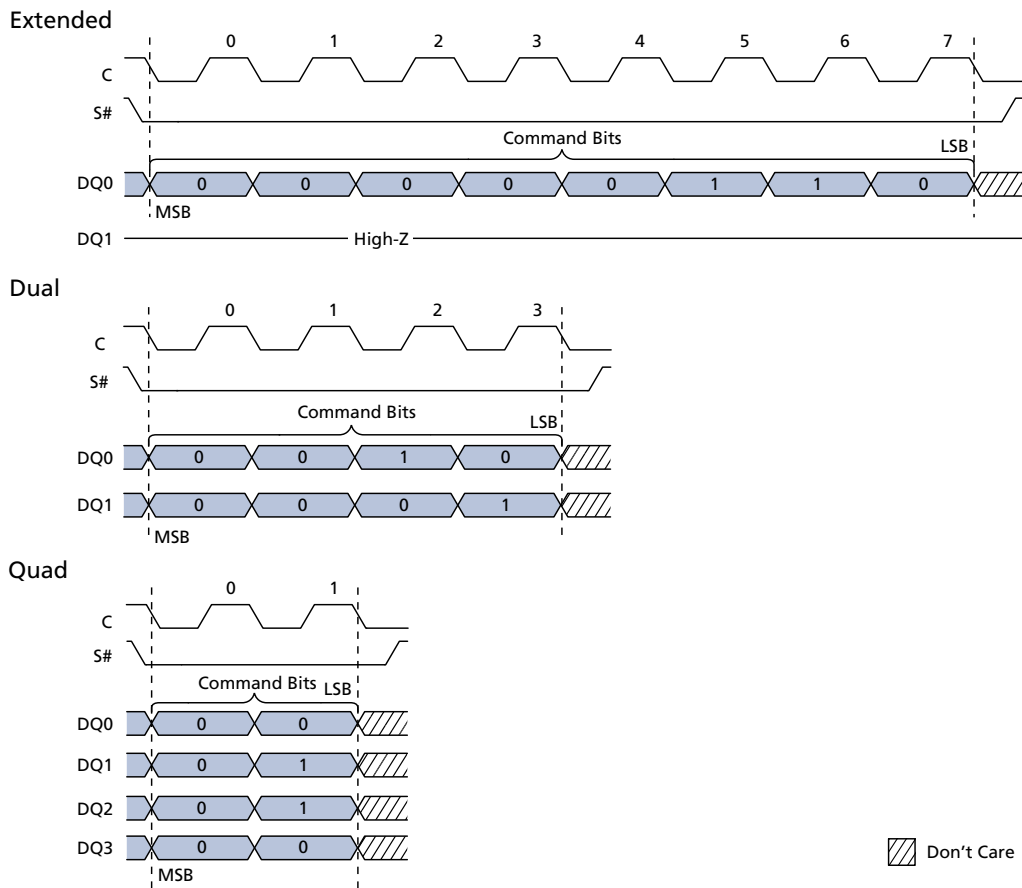 Extended
0 1 2 3 4 5 6 7
C
S#
Command Bits LSB
DQ0 0 0 0 0 0 1 1 0
MSB
DQ1 High-Z
Dual
0 1 2 3
C
S#
Command Bits LSB
DQ0 0 0 1 0
DQ1 0 0 0 1
MSB
Quad
0 1
C
S#
Command Bits LSB
DQ0 0 0
DQ1 0 1
DQ2 0 1
DQ3 0 0
MSB
Don't Care